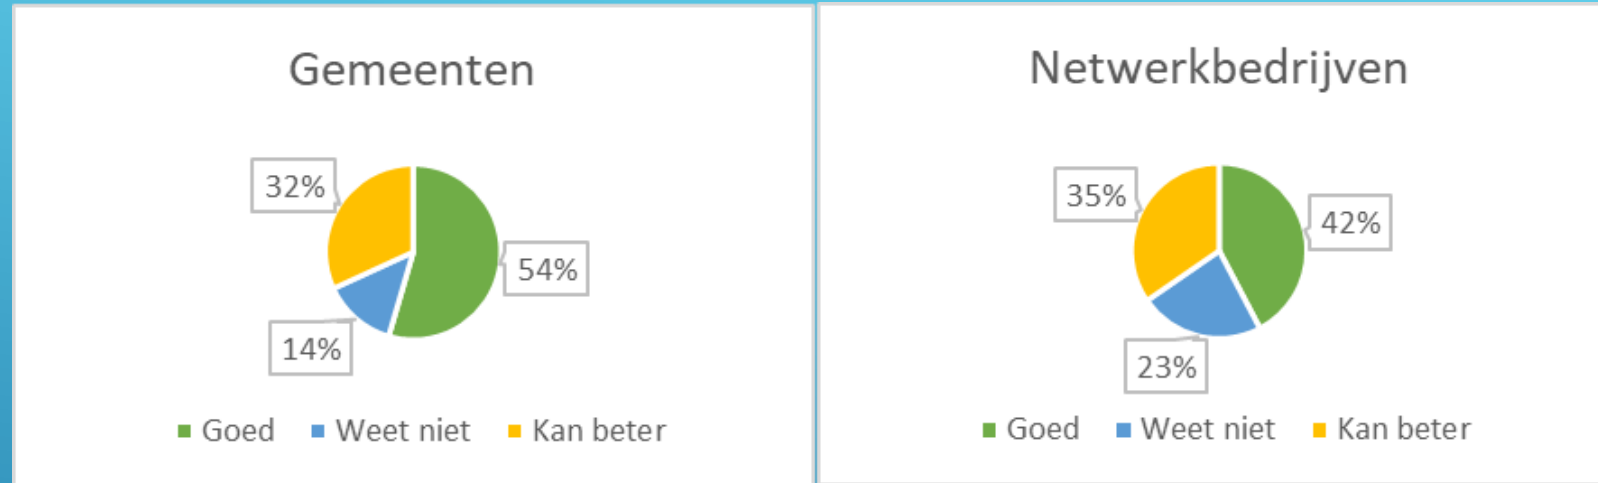 Gemeenten
32%
54%
14%
Goed Weet niet Kan beter
Netwerkbedrijven
35%
42%
23%
Goed Weet niet Kan beter